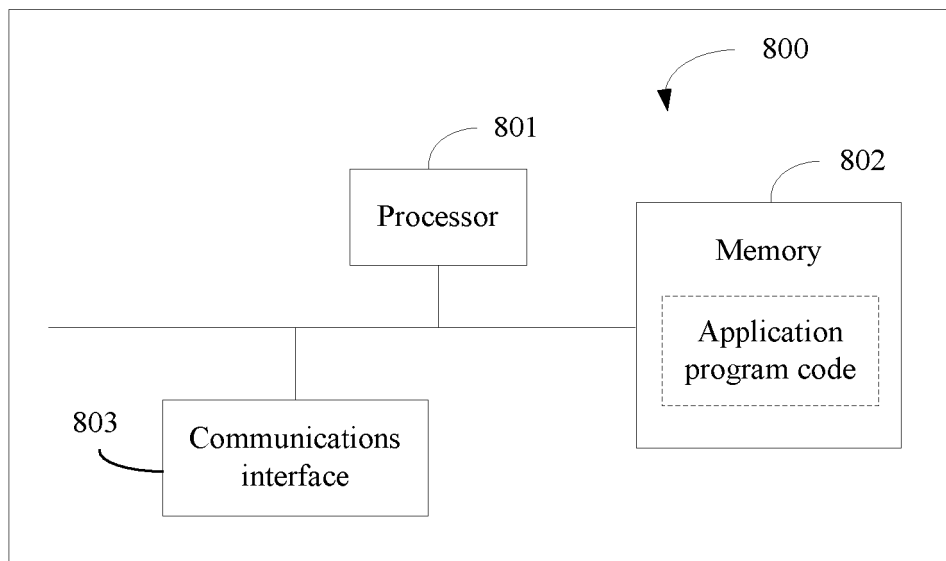 800
801
802
Processor
Memory
Application
program code
803
Communications
interface